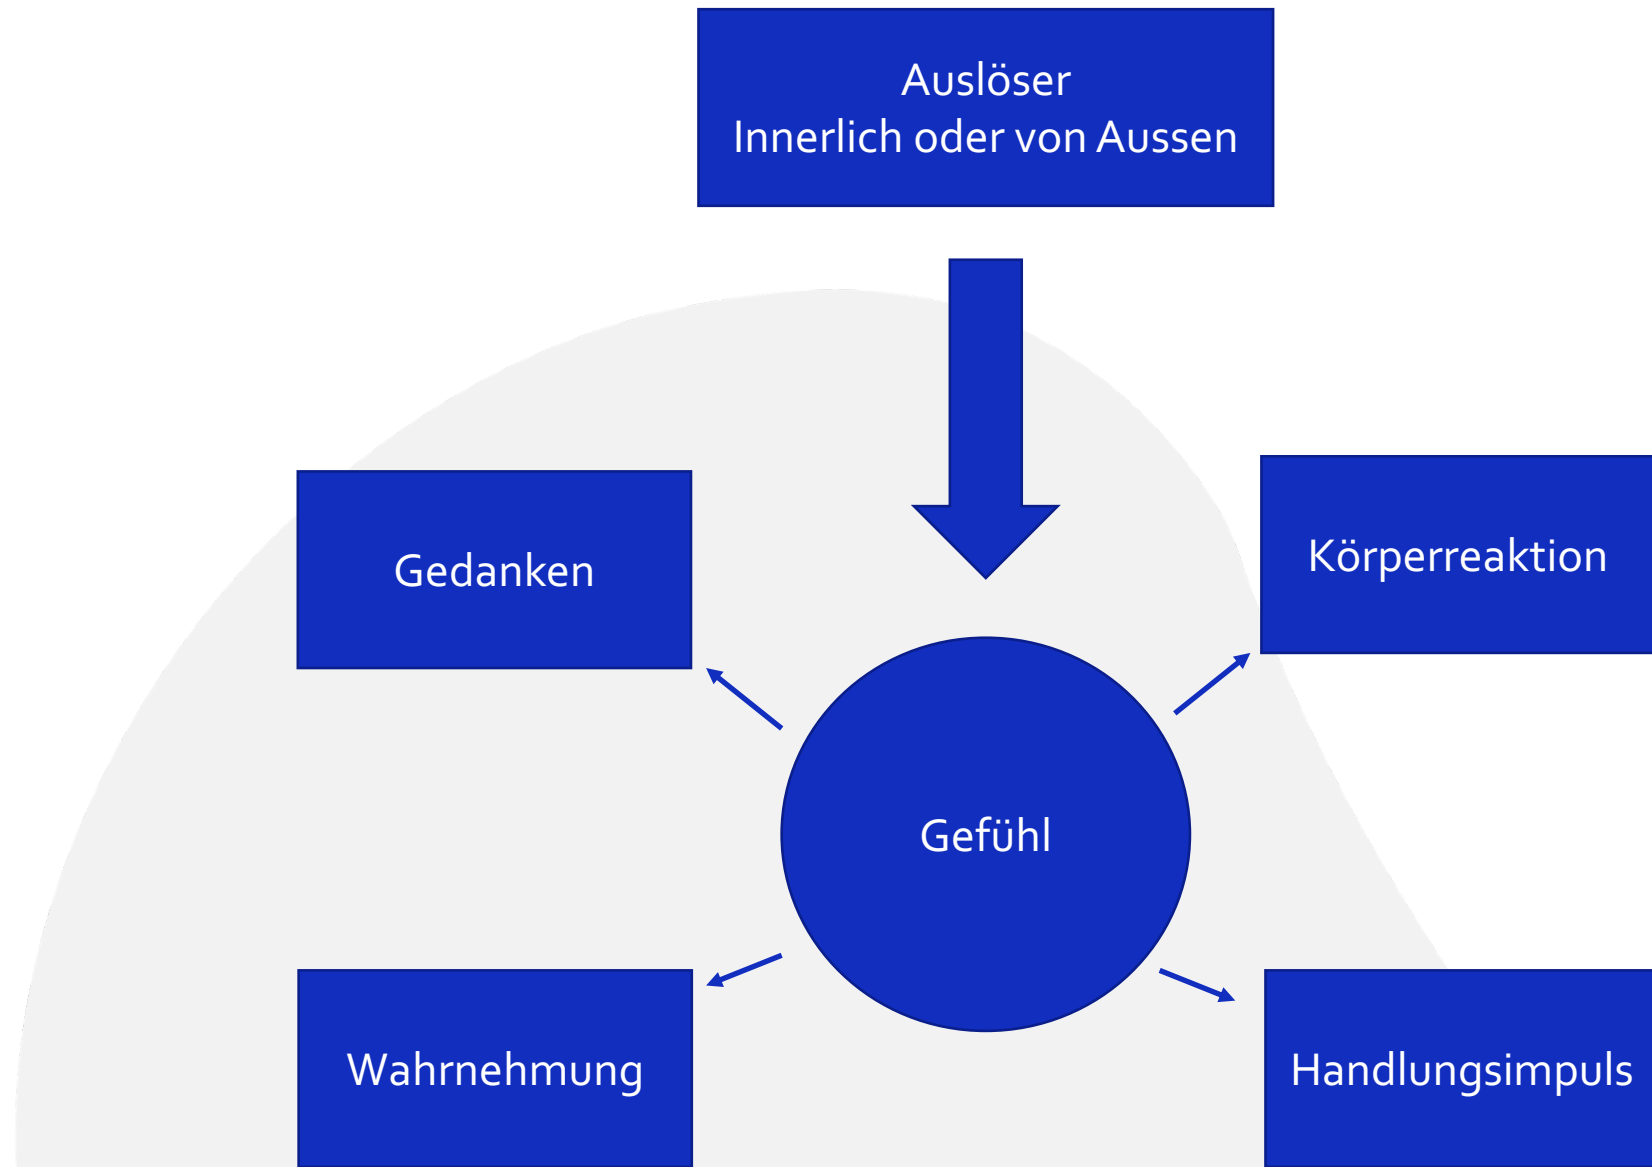 Auslöser
Innerlich oder von Aussen
Gedanken
Körperreaktion
Gefühl
Wahrnehmung
Handlungsimpuls